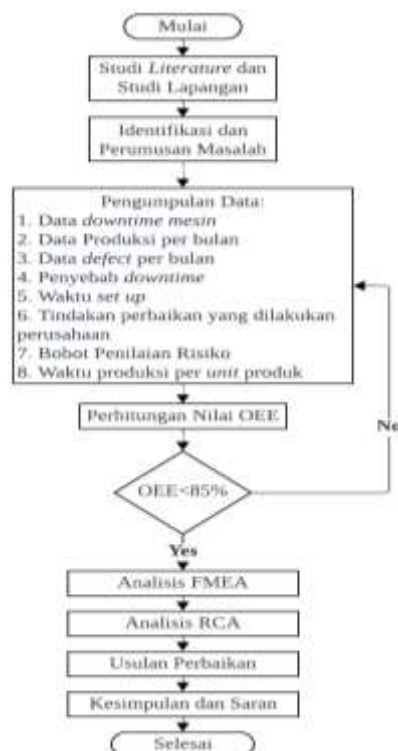 Mulai
Studi Literature dan
Studi Lapangan
Identifikasi dan
Perumusan Masalah
Pengumpulan Data:
1. Data downtime mesin
2. Data Produksi per bulan
3. Data defect per bulan
4. Penyebab downtime
5. Waktu set up
6. Tindakan perbaikan yang dilakukan
perusahaan
7. Bobot Penilaian Risiko
8. Waktu produksi per unit produk
Perhitungan Nilai OEE
No
OEE<85%
Yes
Analisis FMEA
Analisis RCA
Usulan Perbaikan
Kesimpulan dan Saran
Selesai